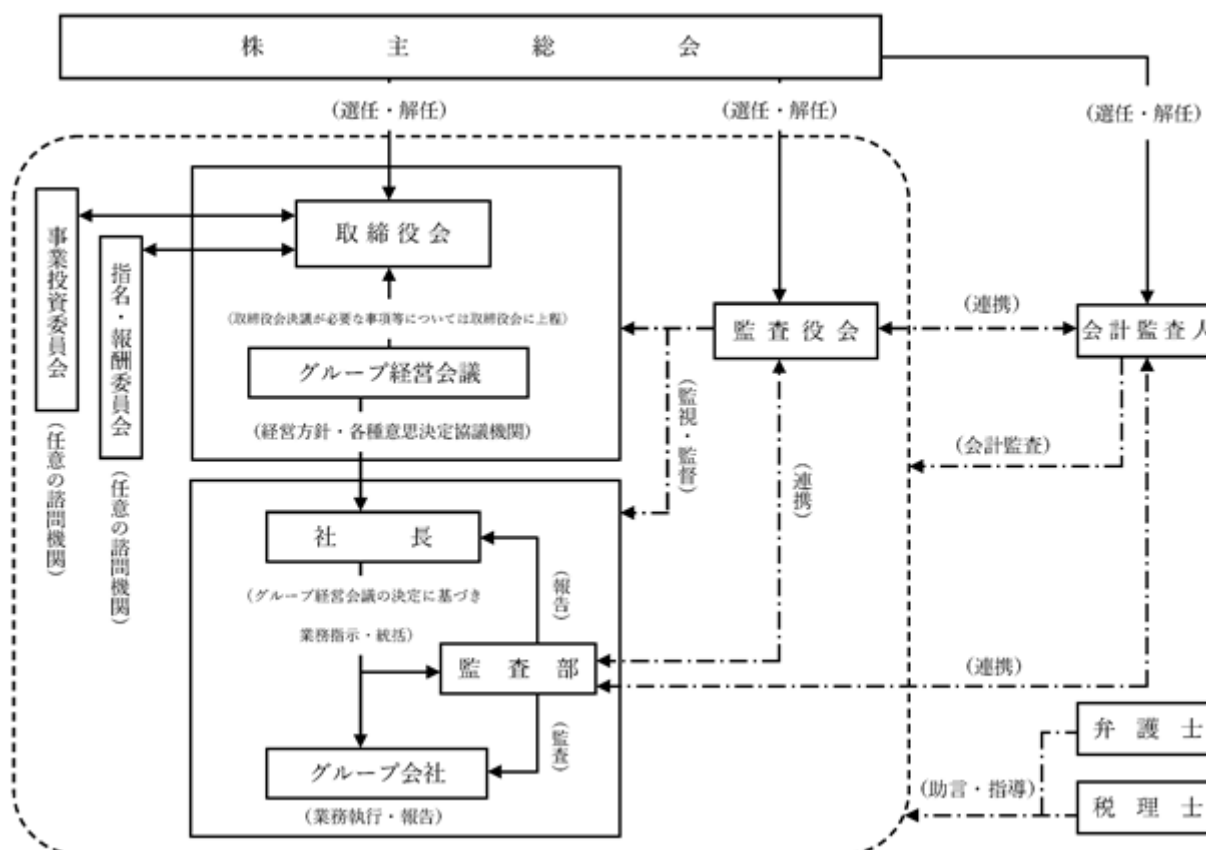 株主総会
(選任・解任)
(選任・解任)
(選任・解任)
事業投資委員会
(任意の諮問機関)
指名・報酬委員会
(任意の諮問機関)
取締役会
(取締役会決議が必要な事項等については取締役会に上程)
グループ経営会議
(経営方針・各種意思決定協議機関)
監査役会
(連携)
会計監査人
(監視・監督)
(連携)
(会計監査)
社長
(グループ経営会議の決定に基づき
業務指示・統括)
(報告)
監査部
(連携)
(監査)
グループ会社
(業務執行・報告)
弁護士
(助言・指導)
税理士